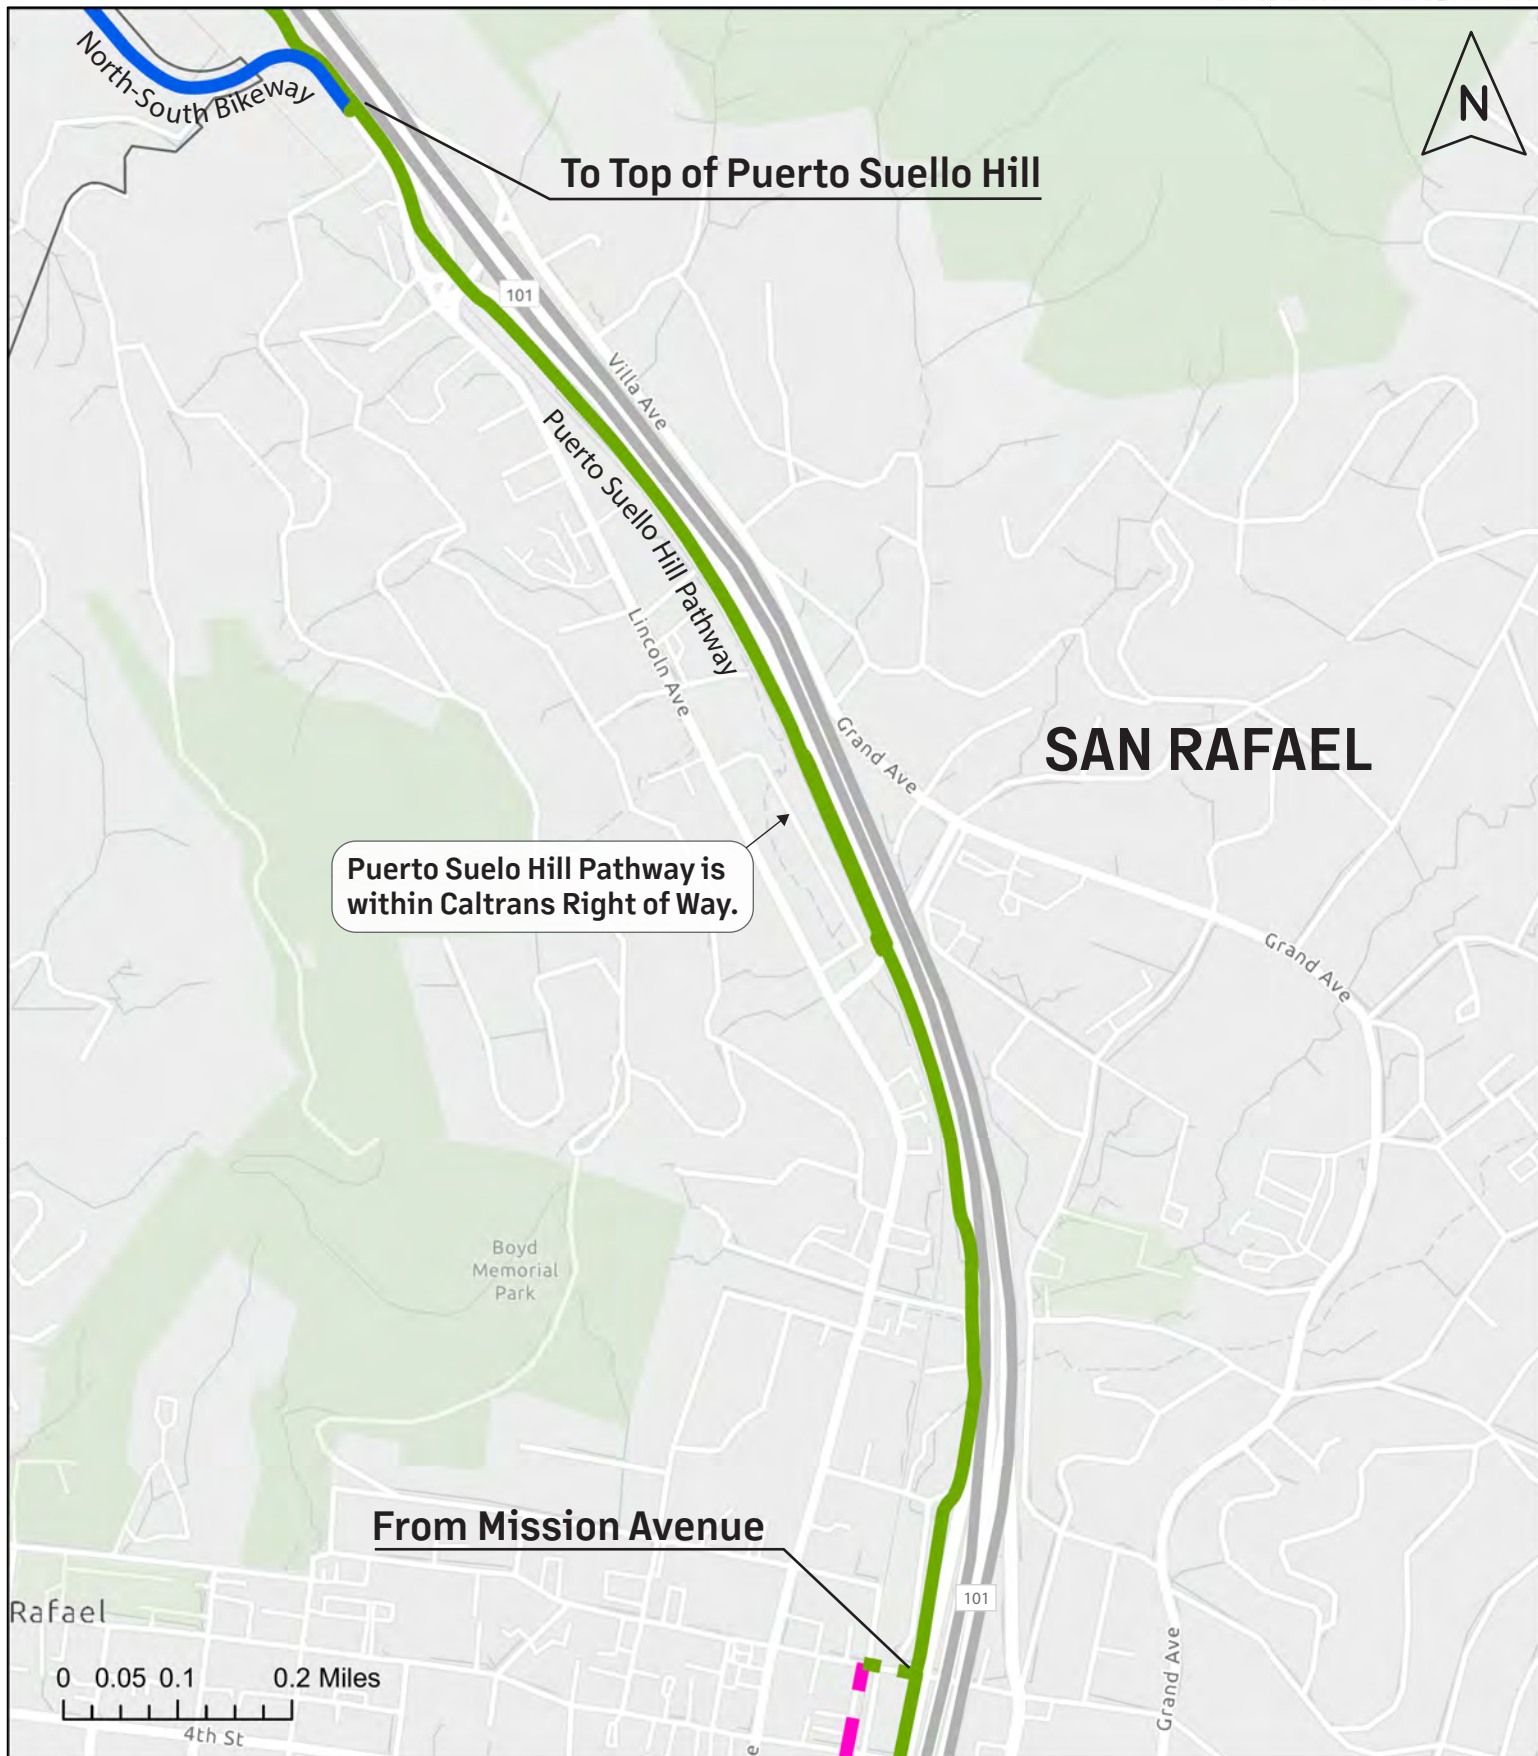 North-South Bikeway
N
To Top of Puerto Suello Hill
101
Villa Ave
Puerto Suello Hill Pathway
Lincoln Ave
Grand Ave
SAN RAFAEL
Puerto Suelo Hill Pathway is
within Caltrans Right of Way.
Grand Ave
Boyd
Memorial
Park
From Mission Avenue
101
Rafael
Grand Ave
0 0.05 0.1 0.2 Miles
4th St